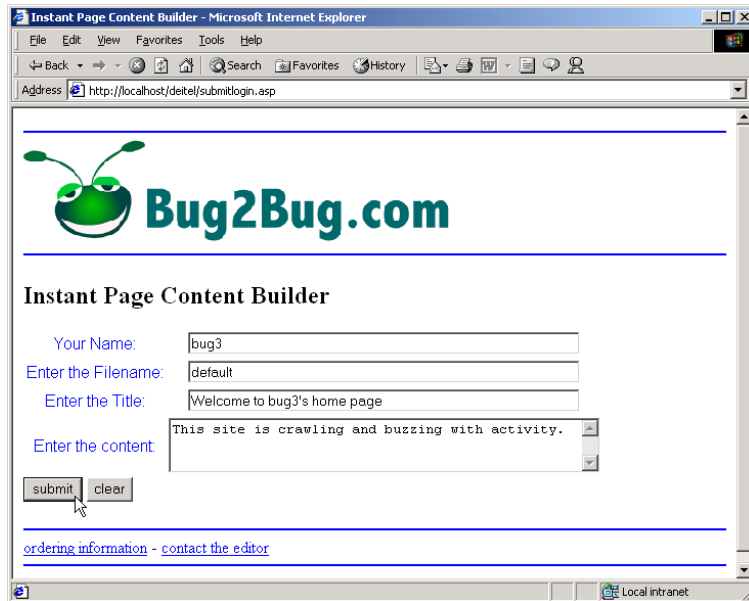 Instant Page Content Builder - Microsoft Internet Explorer
File Edit View Favorites Tools Help
Back Search Favorites History
Address http://localhost/deitel/submitlogin.asp
Bug2Bug.com
Instant Page Content Builder
Your Name: bug3
Enter the Filename: default
Enter the Title: Welcome to bug3's home page
Enter the content: This site is crawling and buzzing with activity.
submit clear
ordering information - contact the editor
Local intranet